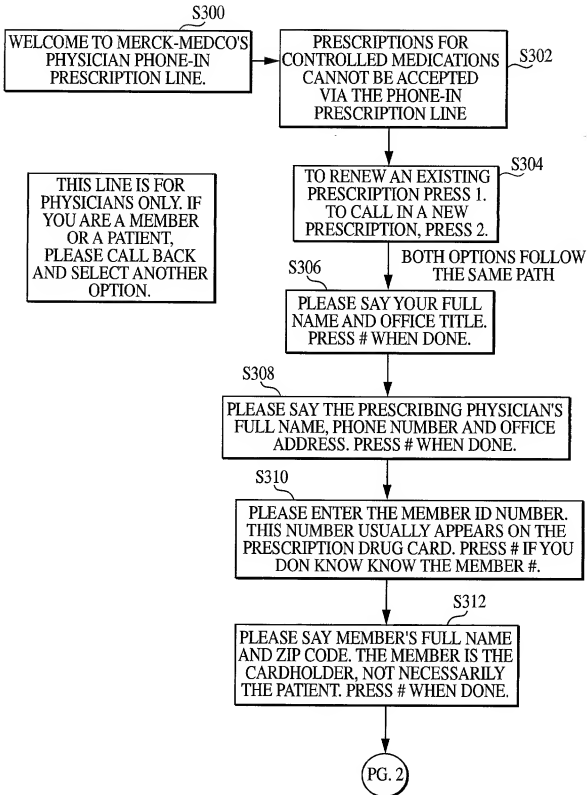 S300
WELCOME TO MERCK-MEDCO'S
PHYSICIAN PHONE-IN
PRESCRIPTION LINE.
PRESCRIPTIONS FOR
CONTROLLED MEDICATIONS
CANNOT BE ACCEPTED
VIA THE PHONE-IN
PRESCRIPTION LINE
S302
THIS LINE IS FOR
PHYSICIANS ONLY. IF
YOU ARE A MEMBER
OR A PATIENT,
PLEASE CALL BACK
AND SELECT ANOTHER
OPTION.
S304
TO RENEW AN EXISTING
PRESCRIPTION PRESS 1.
TO CALL IN A NEW
PRESCRIPTION, PRESS 2.
BOTH OPTIONS FOLLOW
THE SAME PATH
S306
PLEASE SAY YOUR FULL
NAME AND OFFICE TITLE.
PRESS # WHEN DONE.
S308
PLEASE SAY THE PRESCRIBING PHYSICIAN'S
FULL NAME, PHONE NUMBER AND OFFICE
ADDRESS. PRESS # WHEN DONE.
S310
PLEASE ENTER THE MEMBER ID NUMBER.
THIS NUMBER USUALLY APPEARS ON THE
PRESCRIPTION DRUG CARD. PRESS # IF YOU
DON KNOW KNOW THE MEMBER #.
S312
PLEASE SAY MEMBER'S FULL NAME
AND ZIP CODE. THE MEMBER IS THE
CARDHOLDER, NOT NECESSARILY
THE PATIENT. PRESS # WHEN DONE.
PG. 2